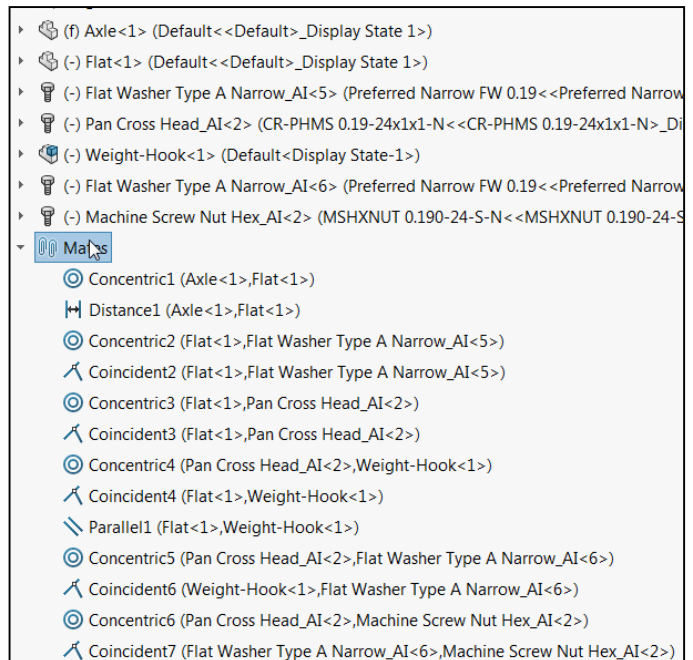 (f) Axle<1> (Default<<Default>_Display State 1>)
(-) Flat<1> (Default<<Default>_Display State 1>)
(-) Flat Washer Type A Narrow_AI<5> (Preferred Narrow FW 0.19<<Preferred Narrow
(-) Pan Cross Head_AI<2> (CR-PHMS 0.19-24x1x1-N<<CR-PHMS 0.19-24x1x1-N>_Di
(-) Weight-Hook<1> (Default<Display State-1>)
(-) Flat Washer Type A Narrow_AI<6> (Preferred Narrow FW 0.19<<Preferred Narrow
(-) Machine Screw Nut Hex_AI<2> (MSHXNUT 0.190-24-S-N<<MSHXNUT 0.190-24-S
Mates
Concentric1 (Axle<1>,Flat<1>)
Distance1 (Axle<1>,Flat<1>)
Concentric2 (Flat<1>,Flat Washer Type A Narrow_AI<5>)
Coincident2 (Flat<1>,Flat Washer Type A Narrow_AI<5>)
Concentric3 (Flat<1>,Pan Cross Head_AI<2>)
Coincident3 (Flat<1>,Pan Cross Head_AI<2>)
Concentric4 (Pan Cross Head_AI<2>,Weight-Hook<1>)
Coincident4 (Flat<1>,Weight-Hook<1>)
Parallel1 (Flat<1>,Weight-Hook<1>)
Concentric5 (Pan Cross Head_AI<2>,Flat Washer Type A Narrow_AI<6>)
Coincident6 (Weight-Hook<1>,Flat Washer Type A Narrow_AI<6>)
Concentric6 (Pan Cross Head_AI<2>,Machine Screw Nut Hex_AI<2>)
Coincident7 (Flat Washer Type A Narrow_AI<6>,Machine Screw Nut Hex_AI<2>)